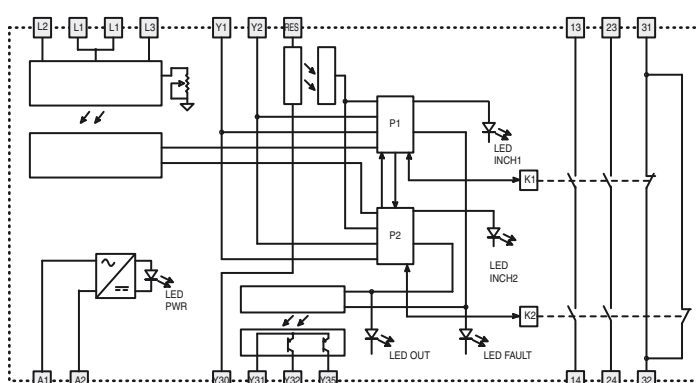 L2 L1 L1 L3 Y1 Y2 RES 13 23 31
P1
LED
INCH1
K1
P2
LED
INCH2
LED
PWR
K2
LED OUT LED FAULT
A1 A2 Y30 Y31 Y32 Y35 14 24 32